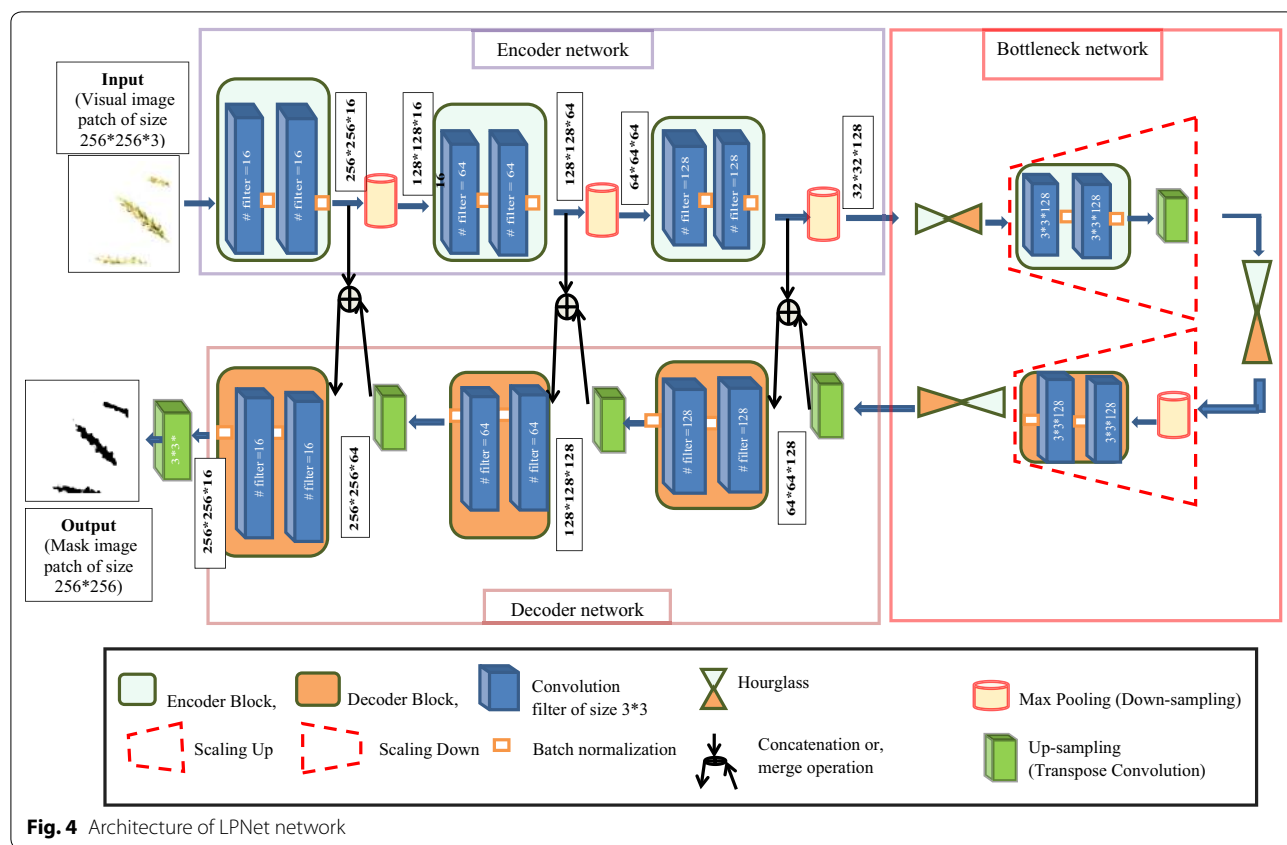 Encoder network
Bottleneck network
Input
(Visual image
patch of size
256*256*3)
# filter =16
# filter =16
256*256*16
128*128*16
16
# filter = 64
# filter = 64
128*128*64
64*64*64
# filter =128
# filter =128
32*32*128
3*3*128
3*3*128
3*3*
256*256*16
# filter =16
# filter =16
256*256*64
# filter = 64
# filter = 64
128*128*128
# filter =128
# filter =128
64*64*128
3*3*128
3*3*128
Output
(Mask image
patch of size
256*256)
Decoder network
Encoder Block,
Decoder Block,
Convolution
filter of size 3*3
Hourglass
Max Pooling (Down-sampling)
Scaling Up
Scaling Down
Batch normalization
Concatenation or,
merge operation
Up-sampling
(Transpose Convolution)
Fig. 4 Architecture of LPNet network